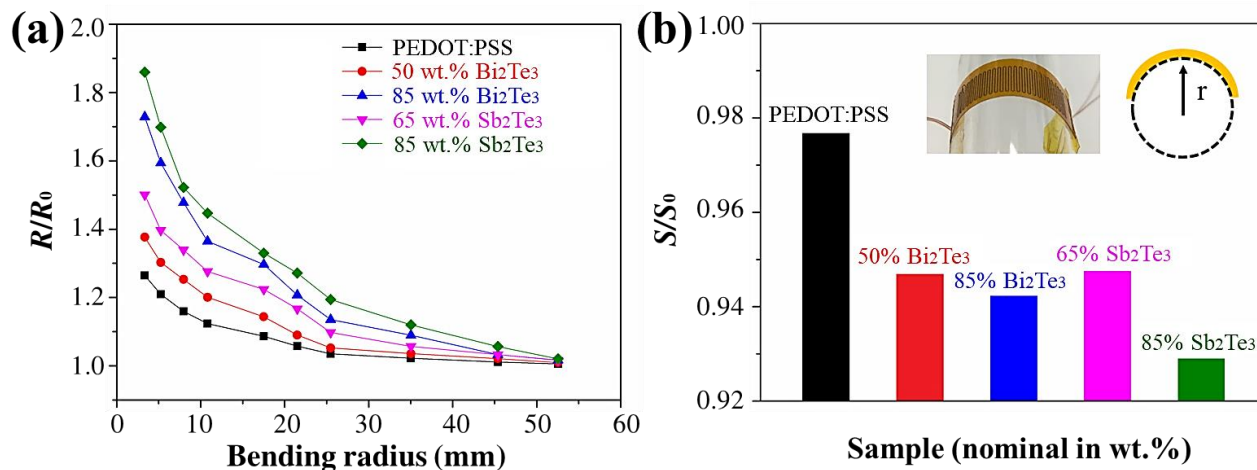 (a)
2.0
1.8
1.6
1.4
1.2
1.0
R/R₀
PEDOT:PSS
50 wt.% Bi₂Te₃
85 wt.% Bi₂Te₃
65 wt.% Sb₂Te₃
85 wt.% Sb₂Te₃
0 10 20 30 40 50 60
Bending radius (mm)
(b)
1.00
0.98
0.96
0.94
0.92
S/S₀
PEDOT:PSS
r
50% Bi₂Te₃
85% Bi₂Te₃
65% Sb₂Te₃
85% Sb₂Te₃
Sample (nominal in wt.%)